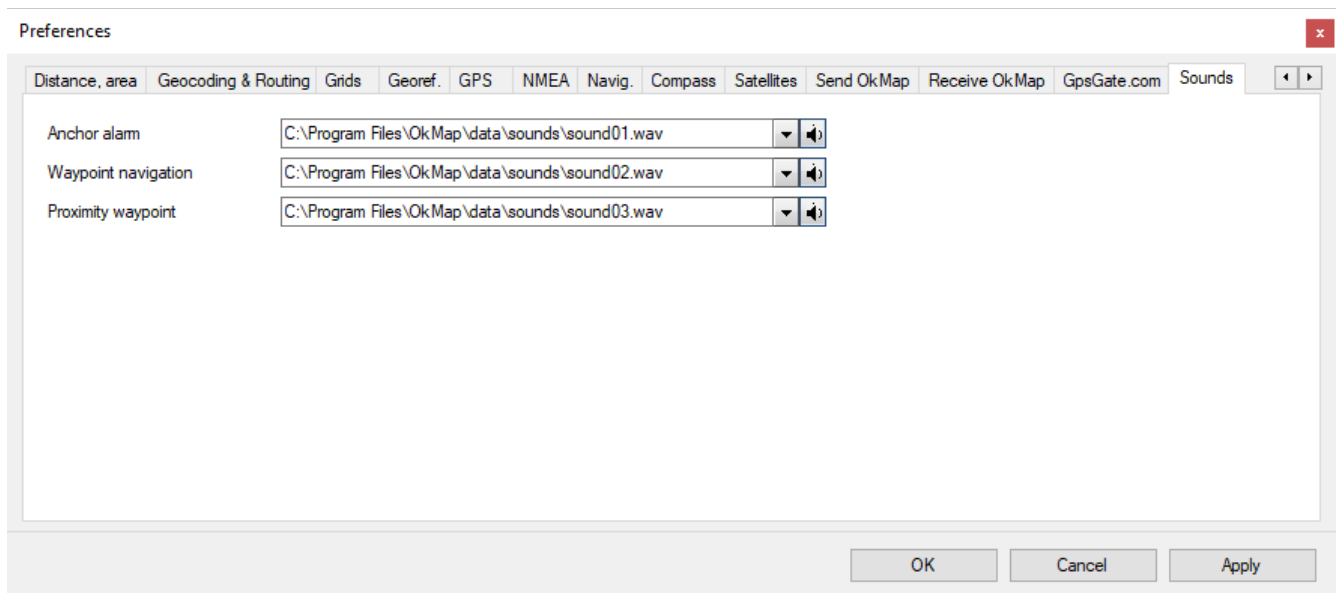 Preferences
x
Distance, area Geocoding & Routing Grids Georef. GPS NMEA Navig. Compass Satellites Send OkMap Receive OkMap GpsGate.com Sounds
Anchor alarm C:\Program Files\OkMap\data\sounds\sound01.wav
Waypoint navigation C:\Program Files\OkMap\data\sounds\sound02.wav
Proximity waypoint C:\Program Files\OkMap\data\sounds\sound03.wav
OK Cancel Apply